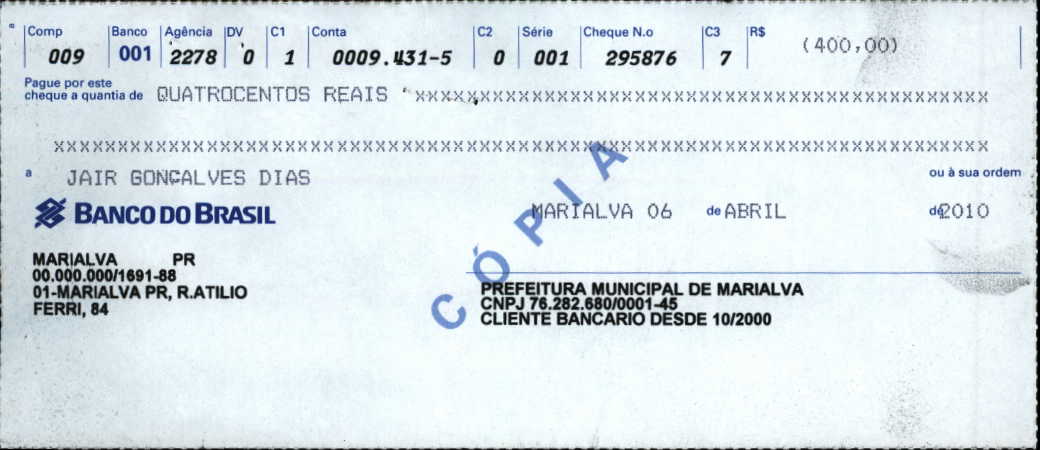 Comp Banco Agência DV C1 Conta C2 Série Cheque N.o C3 R$ (400,00)
009 001 2278 0 1 0009.431-5 0 001 295876 7
Pague por este
cheque a quantia de QUATROCENTOS REAIS xxxxxxxxxxxxxxxxxxxxxxxxxxxxxxxxxxxxxxxxxxxxxxxxx
xxxxxxxxxxxxxxxxxxxxxxxxxxxxxxxxxxxxxxxxxxxxxxxxxxxxxxxxxxxxxxxxxxxxxxxxxxxxxxxx
a JAIR GONÇALVES DIAS ou à sua ordem
BANCO DO BRASIL MARIALVA 06 de ABRIL de 2010
CÓPIA
MARIALVA PR
00.000.000/1691-88
01-MARIALVA PR, R.ATILIO
FERRI, 84
PREFEITURA MUNICIPAL DE MARIALVA
CNPJ 76.282.680/0001-45
CLIENTE BANCARIO DESDE 10/2000